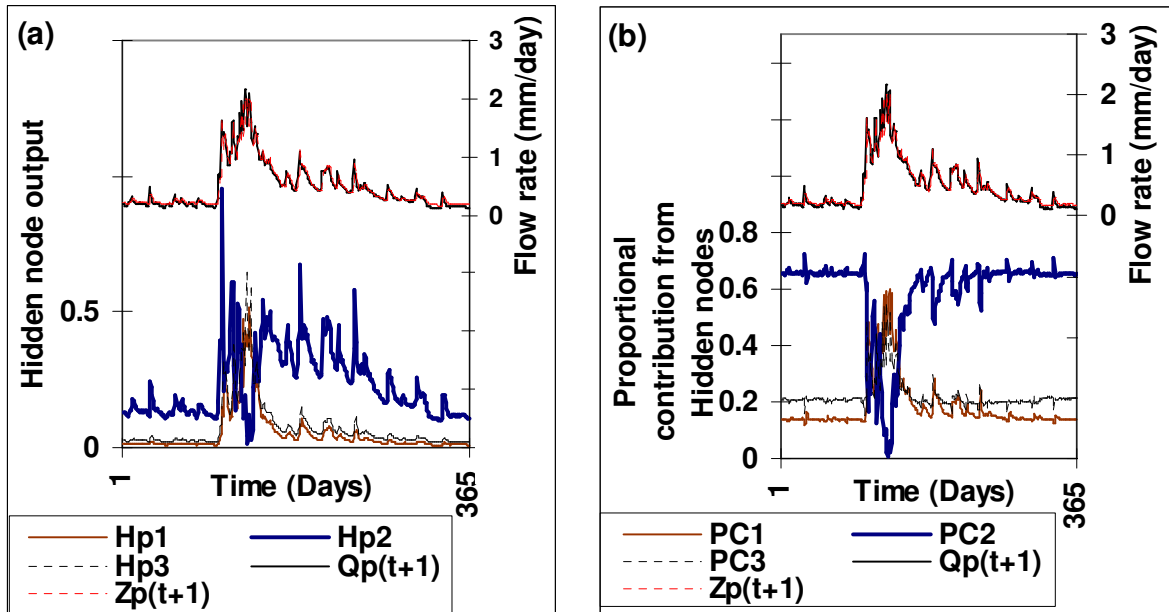 (a)
3
2
1
0
Flow rate (mm/day)
Hidden node output
0.5
0
1
Time (Days)
365
Hp1
Hp2
Hp3
Qp(t+1)
Zp(t+1)
(b)
3
2
1
0
Flow rate (mm/day)
Proportional
contribution from
Hidden nodes
0.8
0.6
0.4
0.2
0
1
Time (Days)
365
PC1
PC2
PC3
Qp(t+1)
Zp(t+1)